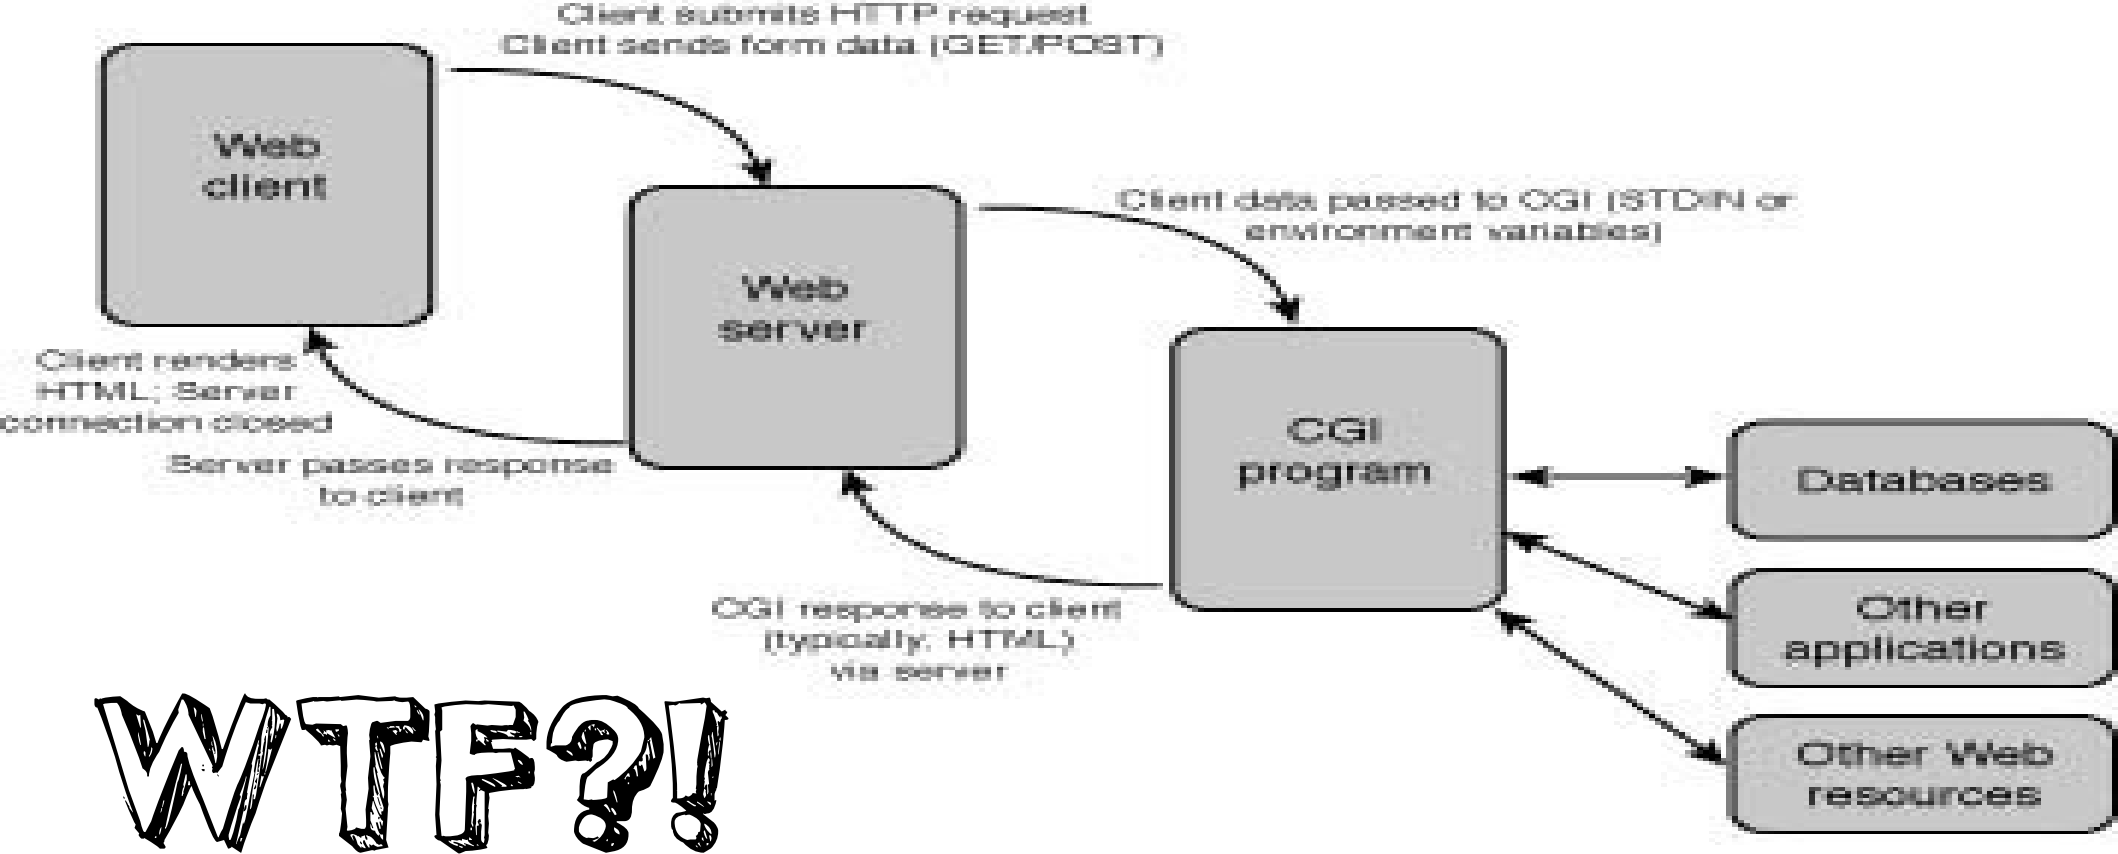 Client submits HTTP request
Client sends form data (GET/POST)
Web
client
Client data passed to CGI (STDIN or
environment variables)
Web
server
Client renders
HTML; Server
connection closed
Server passes response
to client
CGI
program
Databases
Other
applications
Other Web
resources
CGI response to client
(typically, HTML)
via server
WTF?!